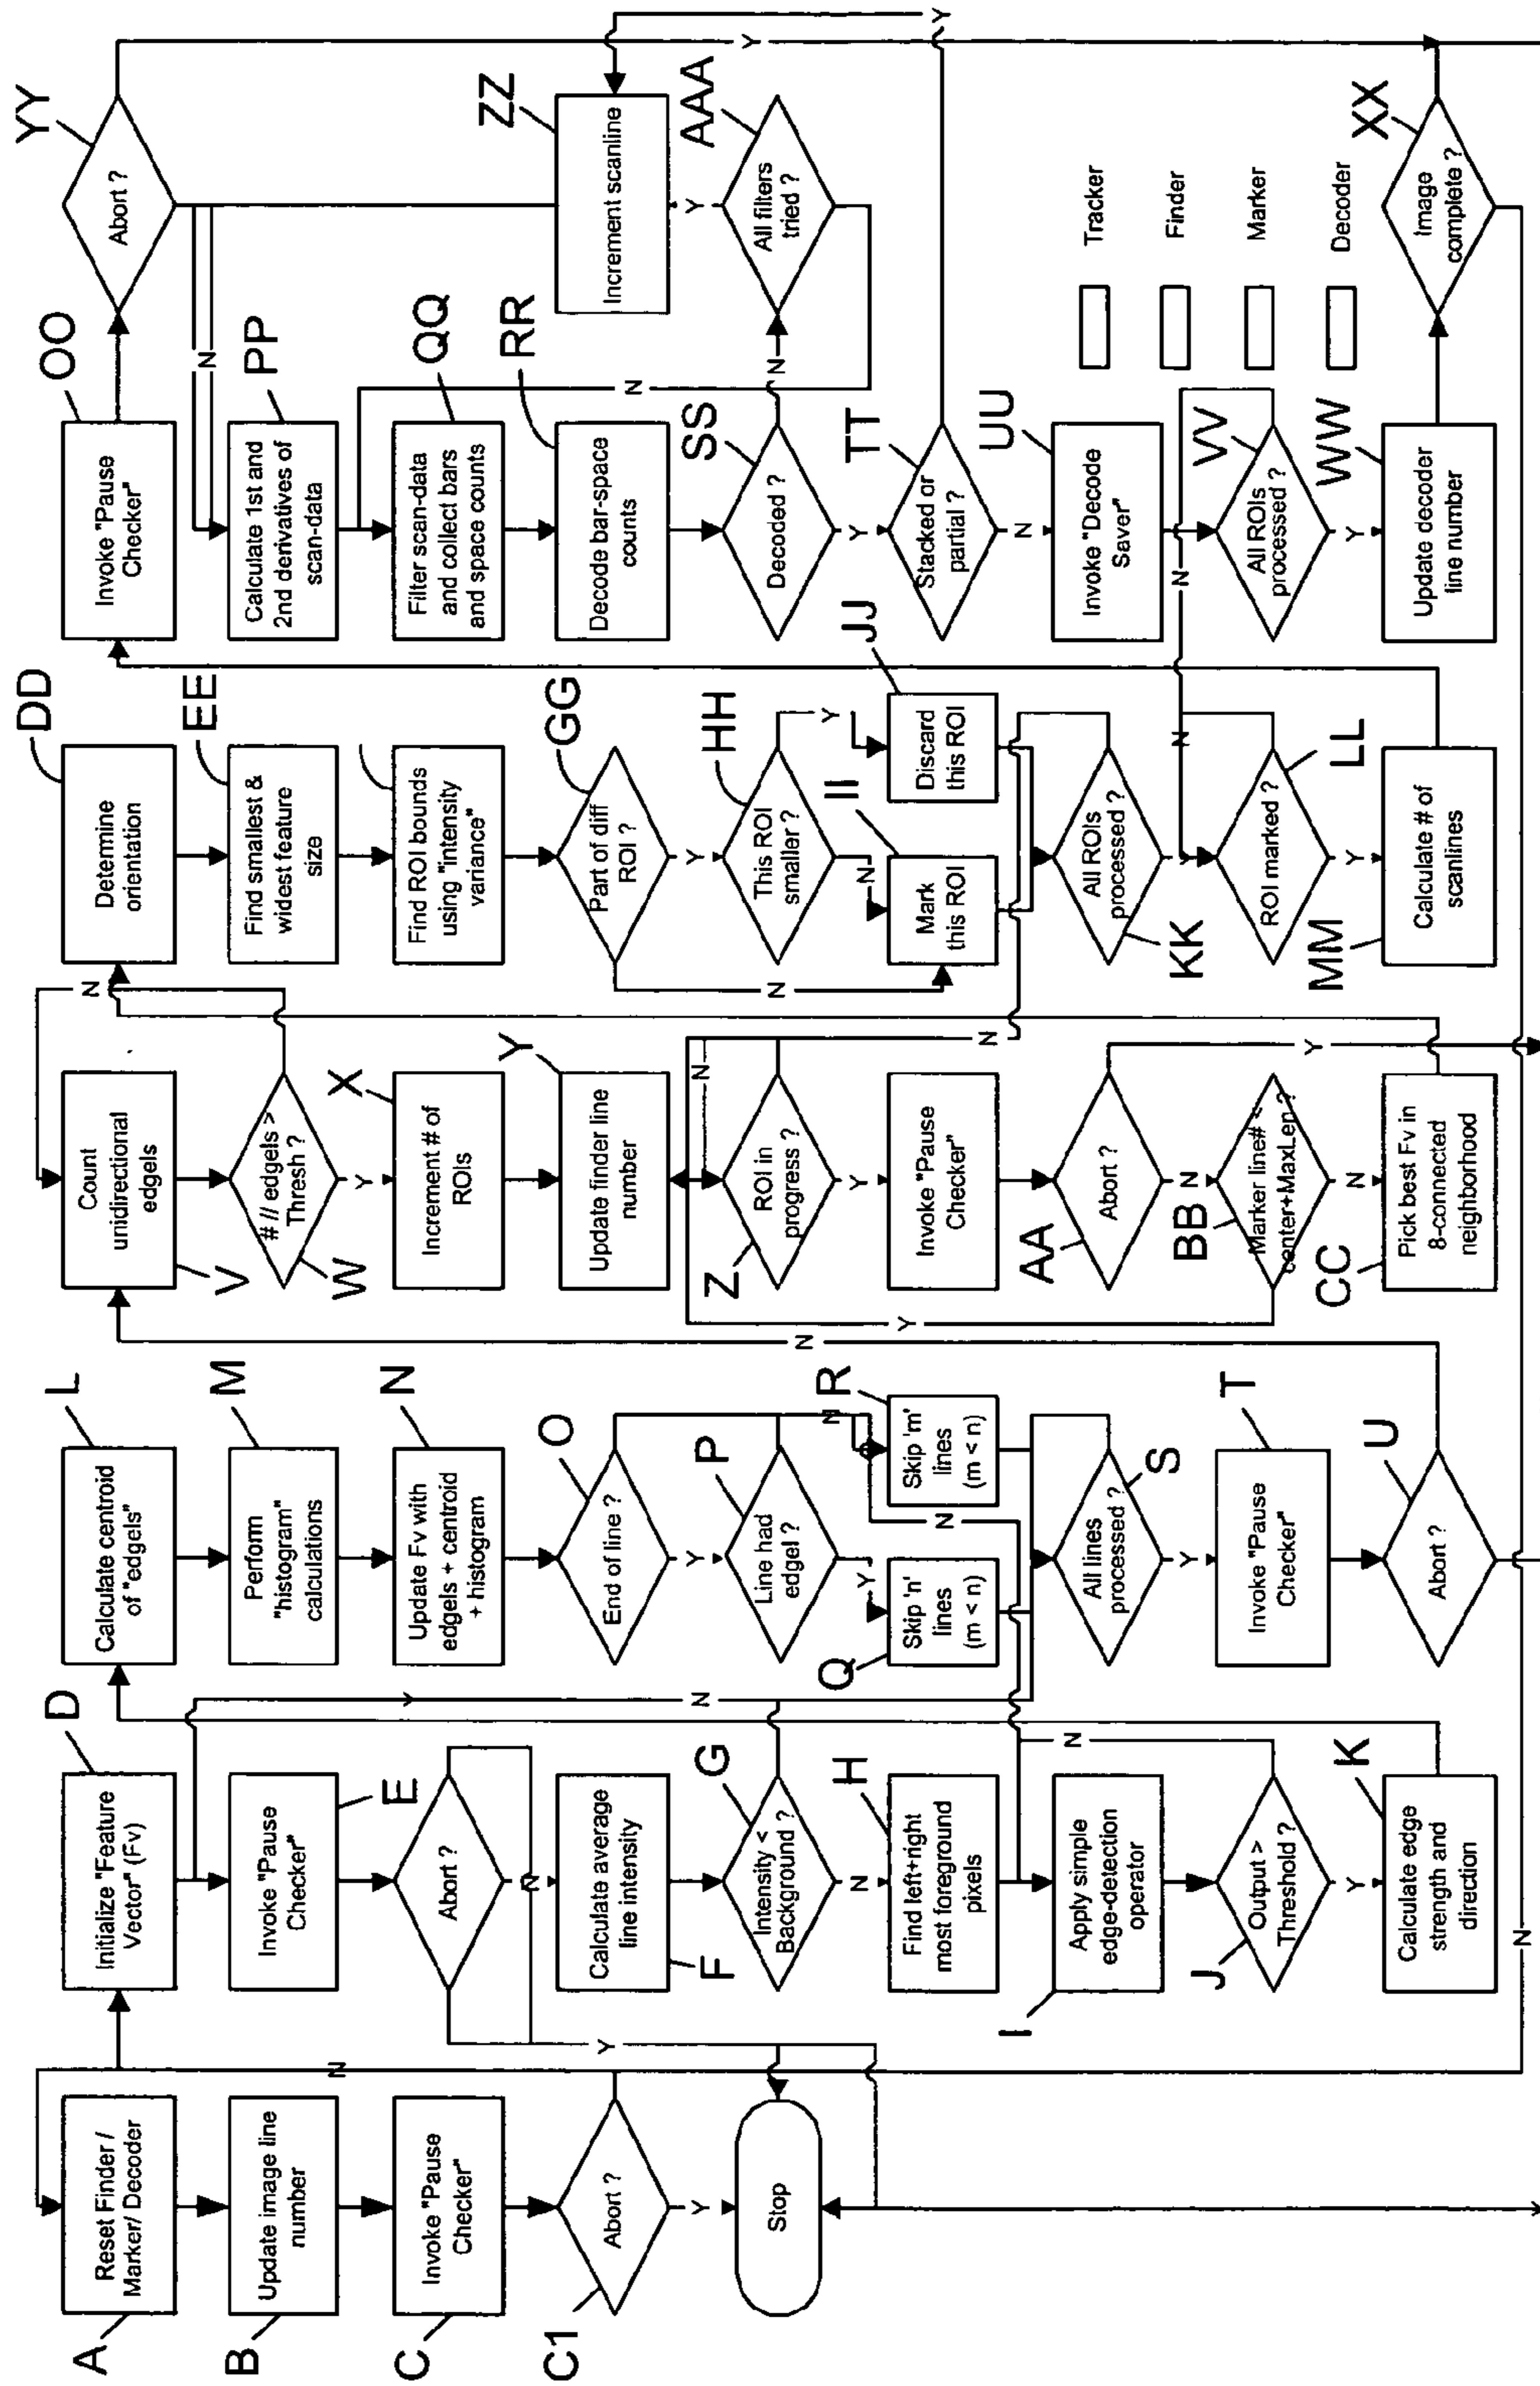 A
Reset Finder /
Marker/ Decoder
B
Update image line
number
C
Invoke "Pause
Checker"
C1
Abort ?
Y
Stop
N
D
Initialize "Feature
Vector" (Fv)
Invoke "Pause
Checker"
E
Abort ?
N
Y
F
Calculate average
line intensity
G
Intensity <
Background ?
N
N
H
Find left+right
most foreground
pixels
I
Apply simple
edge-detection
operator
J
Output >
Threshold ?
N
Y
K
Calculate edge
strength and
direction
L
Calculate centroid
of "edgels"
M
Perform
"histogram"
calculations
N
Update Fv with
edgels + centroid
+ histogram
O
End of line ?
Y
N
P
Line had
edgel ?
Y
N
Q
Skip 'n'
lines
(m < n)
R
Skip 'm'
lines
(m < n)
S
All lines
processed ?
Y
T
Invoke "Pause
Checker"
U
Abort ?
N
V
Count
unidirectional
edgels
W
# // edgels >
Thresh ?
N
Y
X
Increment # of
ROIs
Y
Update finder line
number
Z
ROI in
progress ?
N
Y
Invoke "Pause
Checker"
AA
Abort ?
Y
N
BB
Marker line# <
center+MaxLen ?
Y
N
CC
Pick best Fv in
8-connected
neighborhood
DD
Determine
orientation
EE
Find smallest &
widest feature
size
Find ROI bounds
using "intensity
variance"
GG
Part of diff
ROI ?
N
Y
HH
This ROI
smaller ?
N
Y
II
Mark
this ROI
JJ
Discard
this ROI
KK
All ROIs
processed ?
N
Y
LL
ROI marked ?
N
Y
MM
Calculate # of
scanlines
OO
Invoke "Pause
Checker"
YY
Abort ?
Y
N
PP
Calculate 1st and
2nd derivatives of
scan-data
QQ
Filter scan-data
and collect bars
and space counts
RR
Decode bar-space
counts
SS
Decoded ?
N
Y
ZZ
Increment scanline
AAA
All filters
tried ?
Y
N
TT
Stacked or
partial ?
Y
N
UU
Invoke "Decode
Saver"
VV
All ROIs
processed ?
N
Y
WW
Update decoder
line number
XX
Image
complete ?
N
Tracker
Finder
Marker
Decoder